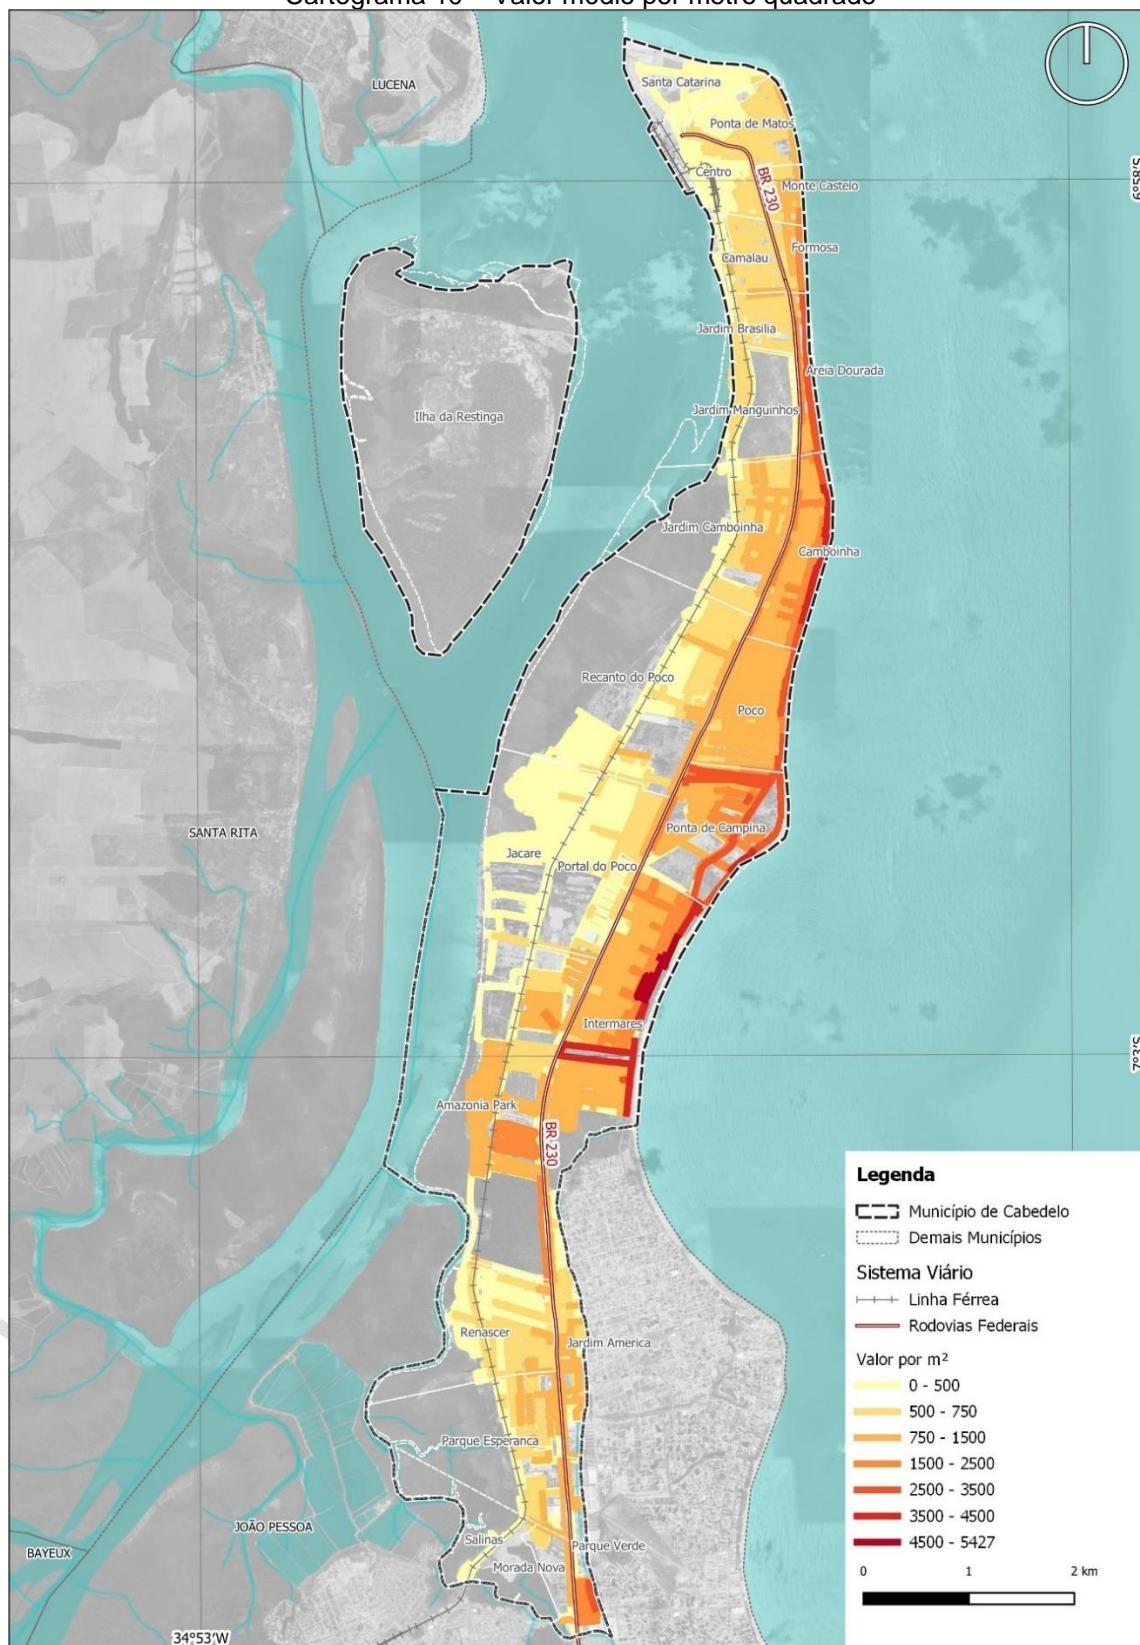 Cartograma 10 – Valor médio por metro quadrado
LUCENA
Santa Catarina
Ponta de Matos
6°58'S
Centro
BR 230
Monte Castelo
Formosa
Camalau
Jardim Brasilia
Areia Dourada
Jardim Manguinhos
Ilha da Restinga
Jardim Camboinha
Camboinha
Recanto do Poco
Poco
SANTA RITA
Ponta de Campina
Jacare
Portal do Poco
Intermares
7°3'S
Amazonia Park
BR 230
Renascer
Jardim America
Parque Esperanca
JOÃO PESSOA
Salinas
Parque Verde
BAYEUX
Morada Nova
34°53'W
Legenda
Município de Cabedelo
Demais Municípios
Sistema Viário
Linha Férrea
Rodovias Federais
Valor por m²
0 - 500
500 - 750
750 - 1500
1500 - 2500
2500 - 3500
3500 - 4500
4500 - 5427
0 1 2 km